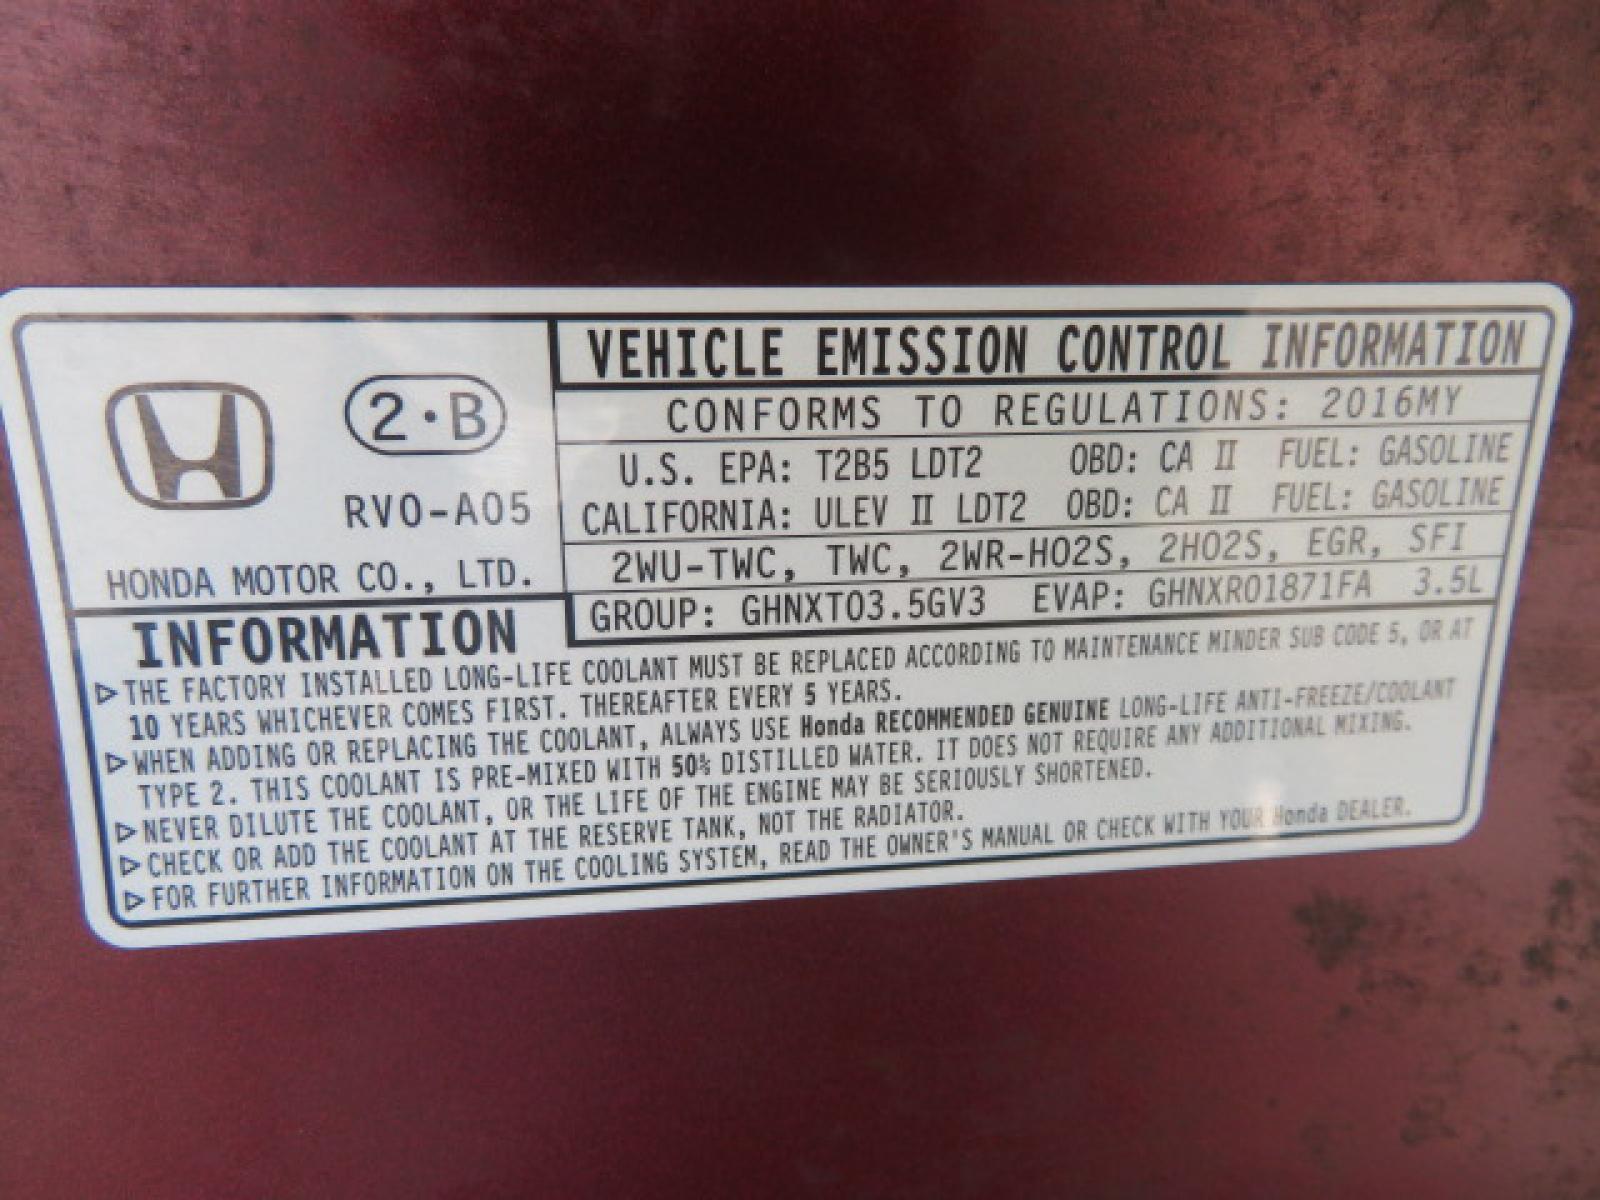 VEHICLE EMISSION CONTROL INFORMATION
CONFORMS TO REGULATIONS: 2016MY
U.S. EPA: T2B5 LDT2 OBD: CA II FUEL: GASOLINE
CALIFORNIA: ULEV II LDT2 OBD: CA II FUEL: GASOLINE
2WU-TWC, TWC, 2WR-HO2S, 2HO2S, EGR, SFI
GROUP: GHNXT03.5GV3 EVAP: GHNXR01871FA 3.5L
2·B
RV0-A05
HONDA MOTOR CO., LTD.
INFORMATION
▷THE FACTORY INSTALLED LONG-LIFE COOLANT MUST BE REPLACED ACCORDING TO MAINTENANCE MINDER SUB CODE 5, OR AT
10 YEARS WHICHEVER COMES FIRST. THEREAFTER EVERY 5 YEARS.
▷WHEN ADDING OR REPLACING THE COOLANT, ALWAYS USE Honda RECOMMENDED GENUINE LONG-LIFE ANTI-FREEZE/COOLANT
TYPE 2. THIS COOLANT IS PRE-MIXED WITH 50% DISTILLED WATER. IT DOES NOT REQUIRE ANY ADDITIONAL MIXING.
▷NEVER DILUTE THE COOLANT, OR THE LIFE OF THE ENGINE MAY BE SERIOUSLY SHORTENED.
▷CHECK OR ADD THE COOLANT AT THE RESERVE TANK, NOT THE RADIATOR.
▷FOR FURTHER INFORMATION ON THE COOLING SYSTEM, READ THE OWNER'S MANUAL OR CHECK WITH YOUR Honda DEALER.